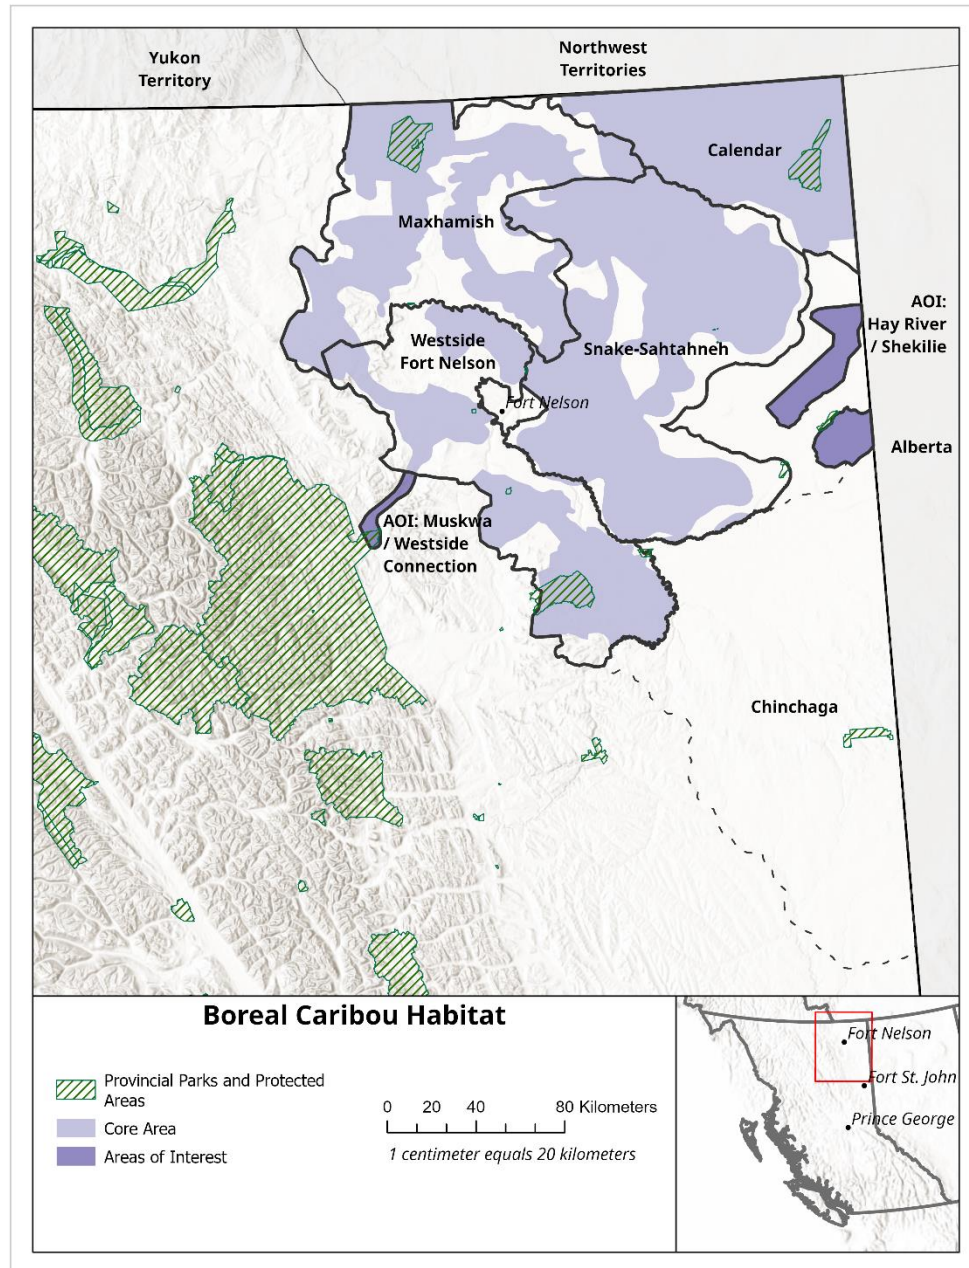 Yukon
Territory
Northwest
Territories
Calendar
Maxhamish
AOI:
Hay River
/ Shekilie
Westside
Fort Nelson
Snake-Sahtahneh
Fort Nelson
Alberta
AOI: Muskwa
/ Westside
Connection
Chinchaga
Boreal Caribou Habitat
Provincial Parks and Protected
Areas
Core Area
Areas of Interest
0 20 40 80 Kilometers
1 centimeter equals 20 kilometers
Fort Nelson
Fort St. John
Prince George